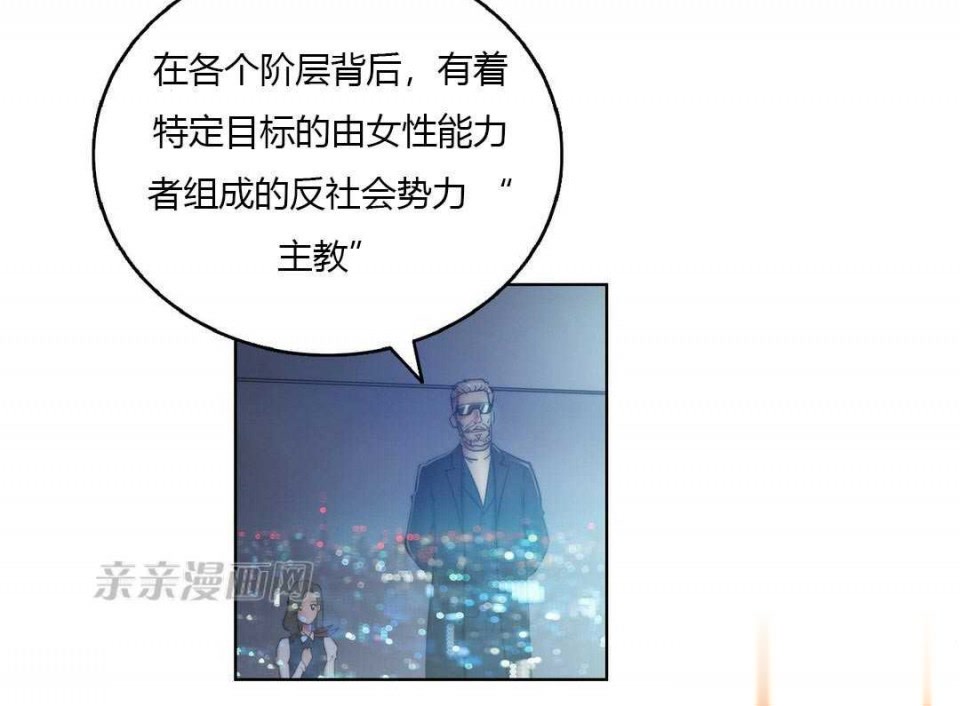 在各个阶层背后，有着
特定目标的由女性能力
者组成的反社会势力 “
主教”
亲亲漫画网